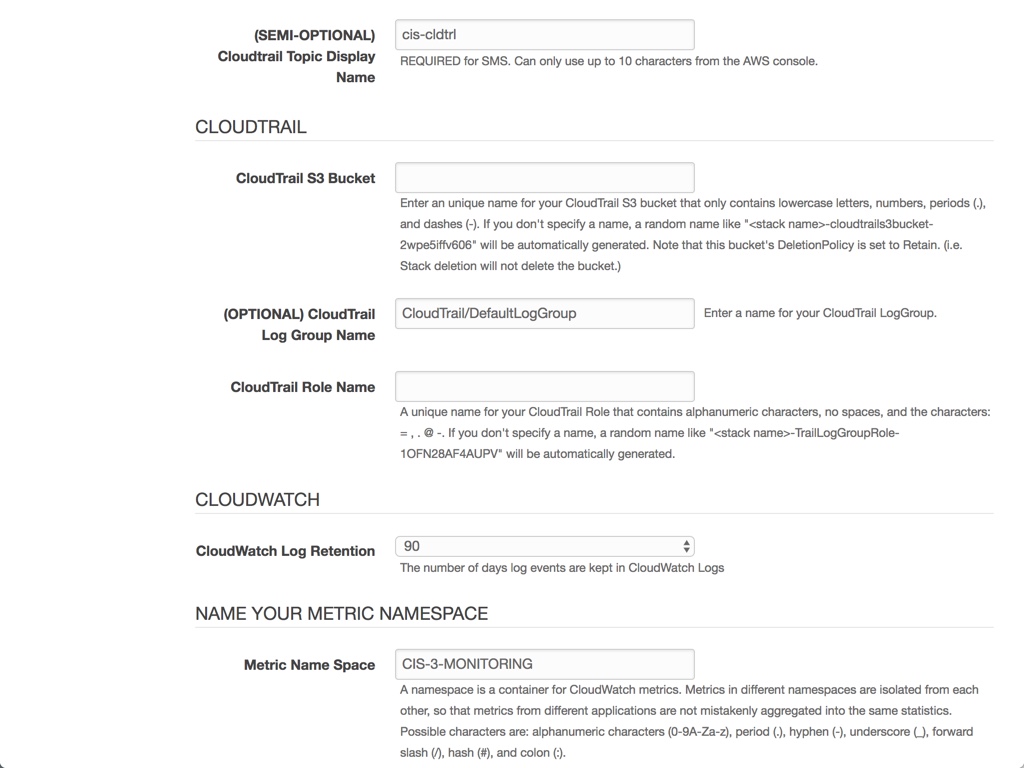 (SEMI-OPTIONAL)
Cloudtrail Topic Display
Name
cis-cldtrl
REQUIRED for SMS. Can only use up to 10 characters from the AWS console.
CLOUDTRAIL
CloudTrail S3 Bucket
Enter an unique name for your CloudTrail S3 bucket that only contains lowercase letters, numbers, periods (.),
and dashes (-). If you don't specify a name, a random name like "<stack name>-cloudtrails3bucket-
2wpe5iffv606" will be automatically generated. Note that this bucket's DeletionPolicy is set to Retain. (i.e.
Stack deletion will not delete the bucket.)
(OPTIONAL) CloudTrail
Log Group Name
CloudTrail/DefaultLogGroup
Enter a name for your CloudTrail LogGroup.
CloudTrail Role Name
A unique name for your CloudTrail Role that contains alphanumeric characters, no spaces, and the characters:
= , . @ -. If you don't specify a name, a random name like "<stack name>-TrailLogGroupRole-
1OFN28AF4AUPV" will be automatically generated.
CLOUDWATCH
CloudWatch Log Retention
90
The number of days log events are kept in CloudWatch Logs
NAME YOUR METRIC NAMESPACE
Metric Name Space
CIS-3-MONITORING
A namespace is a container for CloudWatch metrics. Metrics in different namespaces are isolated from each
other, so that metrics from different applications are not mistakenly aggregated into the same statistics.
Possible characters are: alphanumeric characters (0-9A-Za-z), period (.), hyphen (-), underscore (_), forward
slash (/), hash (#), and colon (:).